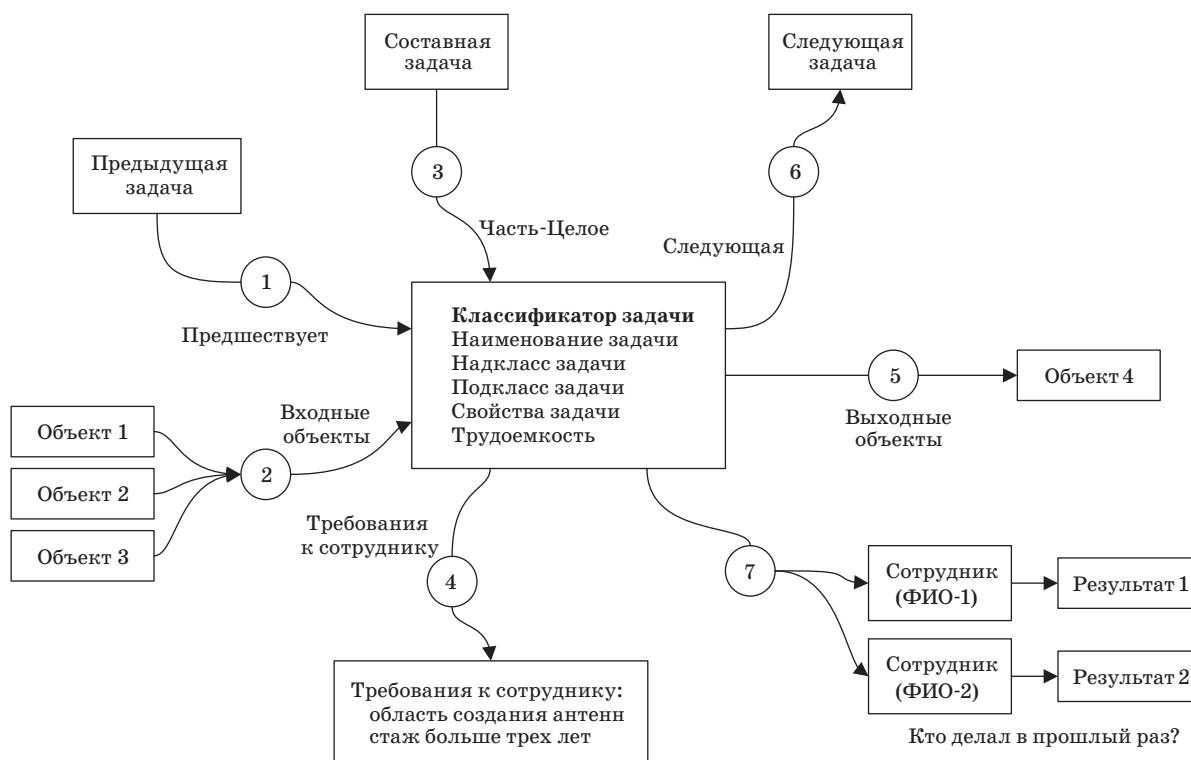 Составная
задача
Следующая
задача
Предыдущая
задача
3
6
Часть-Целое
Следующая
1
Предшествует
Классификатор задачи
Наименование задачи
Надкласс задачи
Подкласс задачи
Свойства задачи
Трудоемкость
5
Объект 4
Выходные
объекты
Входные
объекты
Объект 1
Объект 2
Объект 3
2
Требования
к сотруднику
4
7
Сотрудник
(ФИО-1)
Результат 1
Сотрудник
(ФИО-2)
Результат 2
Требования к сотруднику:
область создания антенн
стаж больше трех лет
Кто делал в прошлый раз?